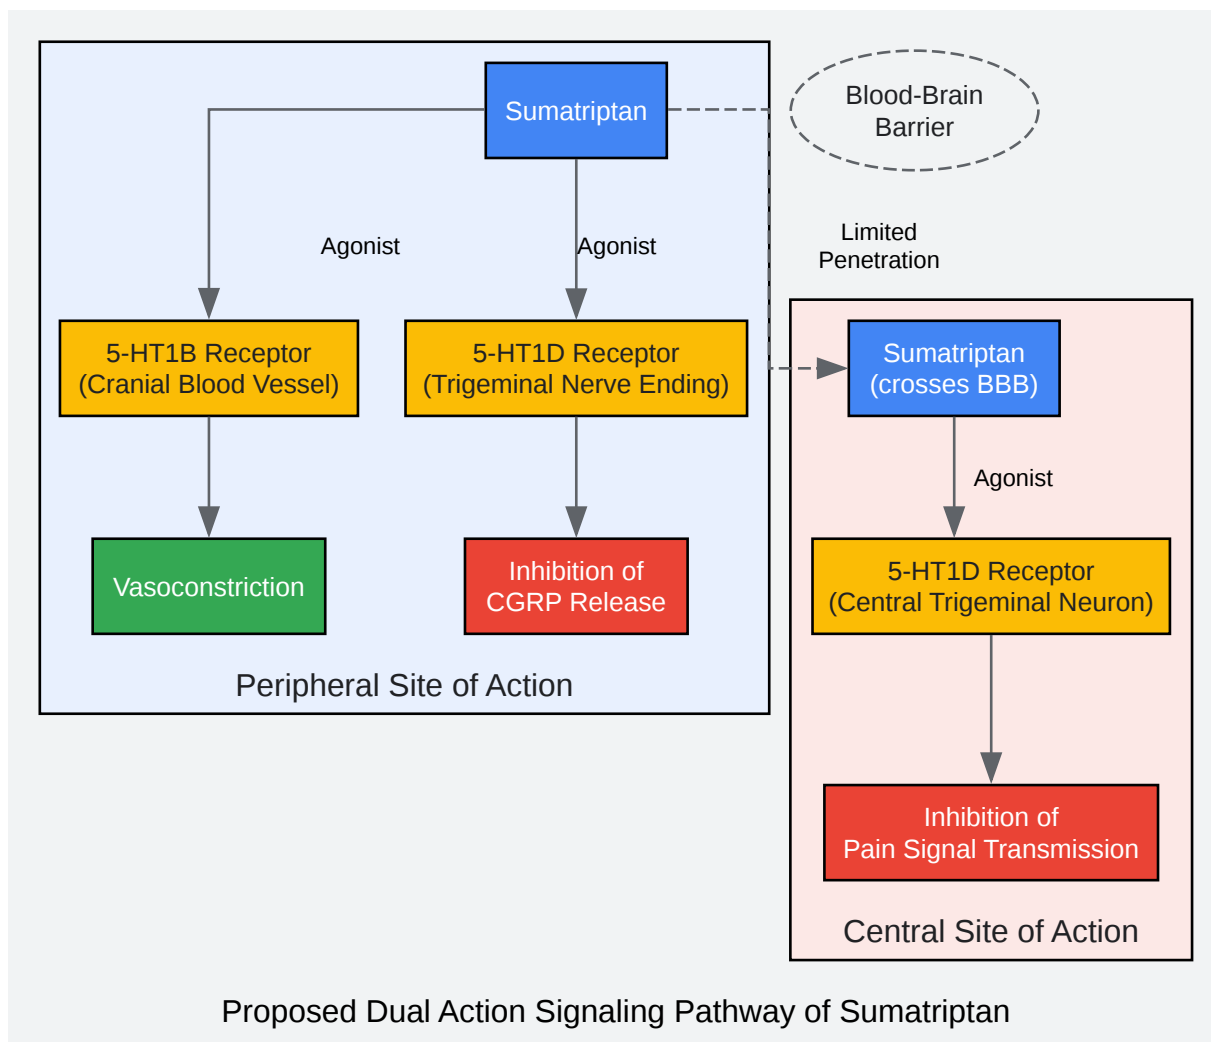 Sumatriptan
Blood-Brain
Barrier
Agonist
Agonist
Limited
Penetration
5-HT1B Receptor
(Cranial Blood Vessel)
5-HT1D Receptor
(Trigeminal Nerve Ending)
Sumatriptan
(crosses BBB)
Agonist
Vasoconstriction
Inhibition of
CGRP Release
5-HT1D Receptor
(Central Trigeminal Neuron)
Peripheral Site of Action
Inhibition of
Pain Signal Transmission
Central Site of Action
Proposed Dual Action Signaling Pathway of Sumatriptan